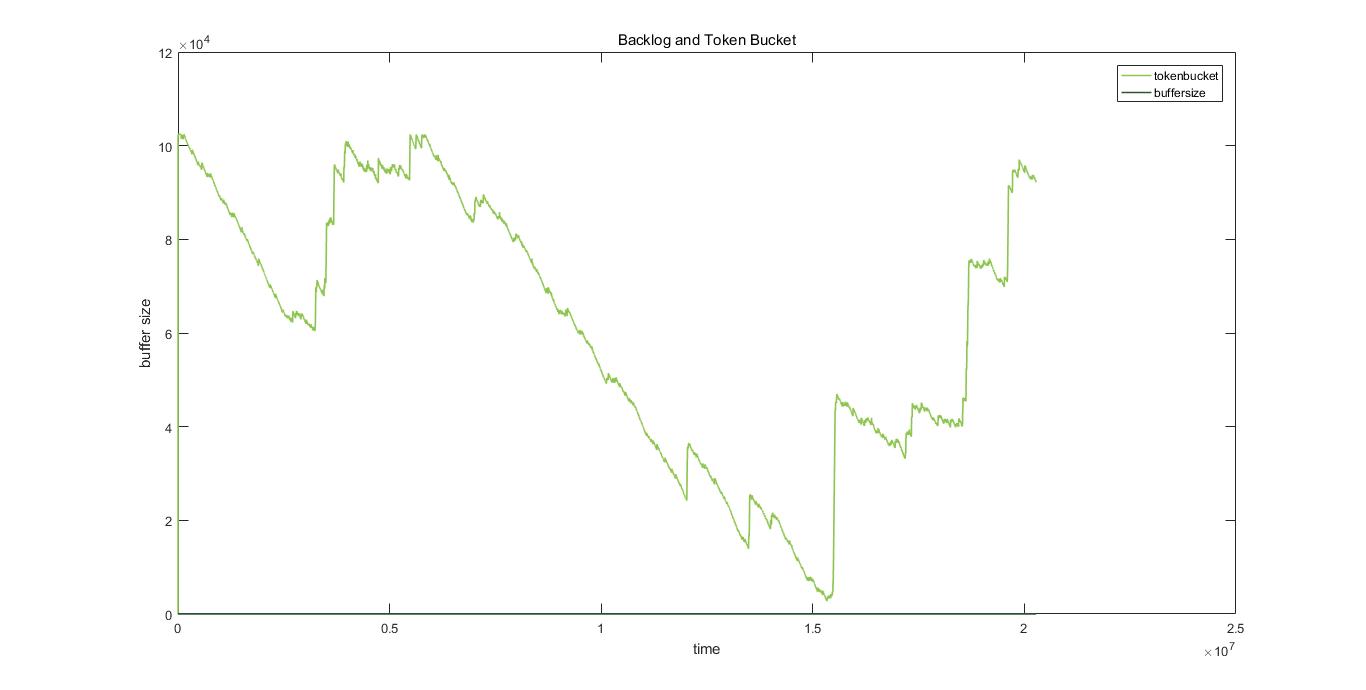 Backlog and Token Bucket
×10⁴
12
10
8
6
4
2
0
buffer size
tokenbucket
buffersize
0 0.5 1 1.5 2 2.5
time
×10⁷